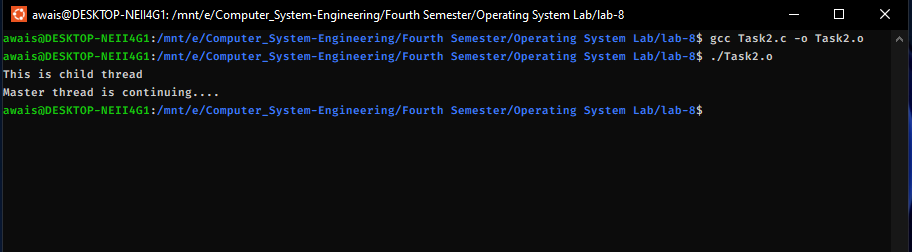 awais@DESKTOP-NEII4G1: /mnt/e/Computer_System-Engineering/Fourth Semester/Operating System Lab/lab-8
awais@DESKTOP-NEII4G1:/mnt/e/Computer_System-Engineering/Fourth Semester/Operating System Lab/lab-8$ gcc Task2.c -o Task2.o
awais@DESKTOP-NEII4G1:/mnt/e/Computer_System-Engineering/Fourth Semester/Operating System Lab/lab-8$ ./Task2.o
This is child thread
Master thread is continuing....
awais@DESKTOP-NEII4G1:/mnt/e/Computer_System-Engineering/Fourth Semester/Operating System Lab/lab-8$